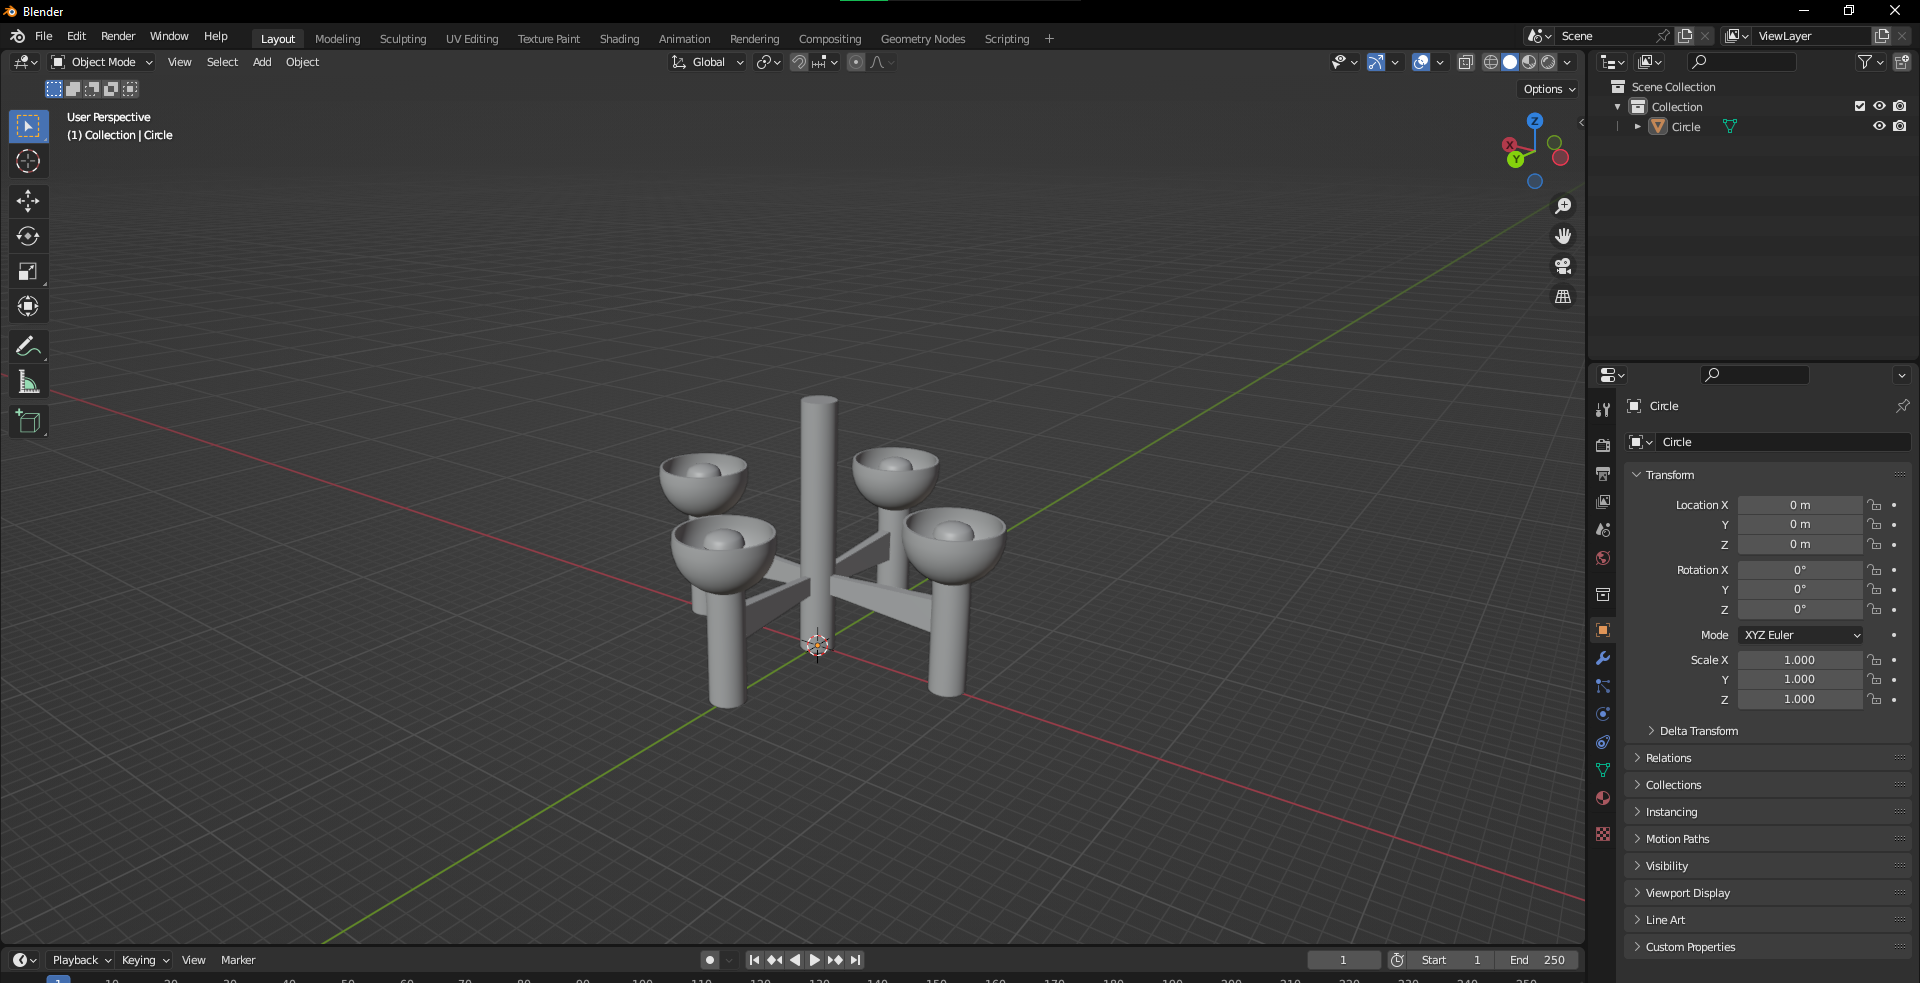 Blender
File Edit Render Window Help Layout Modeling Sculpting UV Editing Texture Paint Shading Animation Rendering Compositing Geometry Nodes Scripting + Scene ViewLayer
Object Mode View Select Add Object Global
Options
User Perspective
(1) Collection | Circle
Z
X
Y
Scene Collection
Collection
Circle
Circle
Circle
Transform
Location X 0 m
Y 0 m
Z 0 m
Rotation X 0°
Y 0°
Z 0°
Mode XYZ Euler
Scale X 1.000
Y 1.000
Z 1.000
Delta Transform
Relations
Collections
Instancing
Motion Paths
Visibility
Viewport Display
Line Art
Custom Properties
Playback Keying View Marker 1 Start 1 End 250